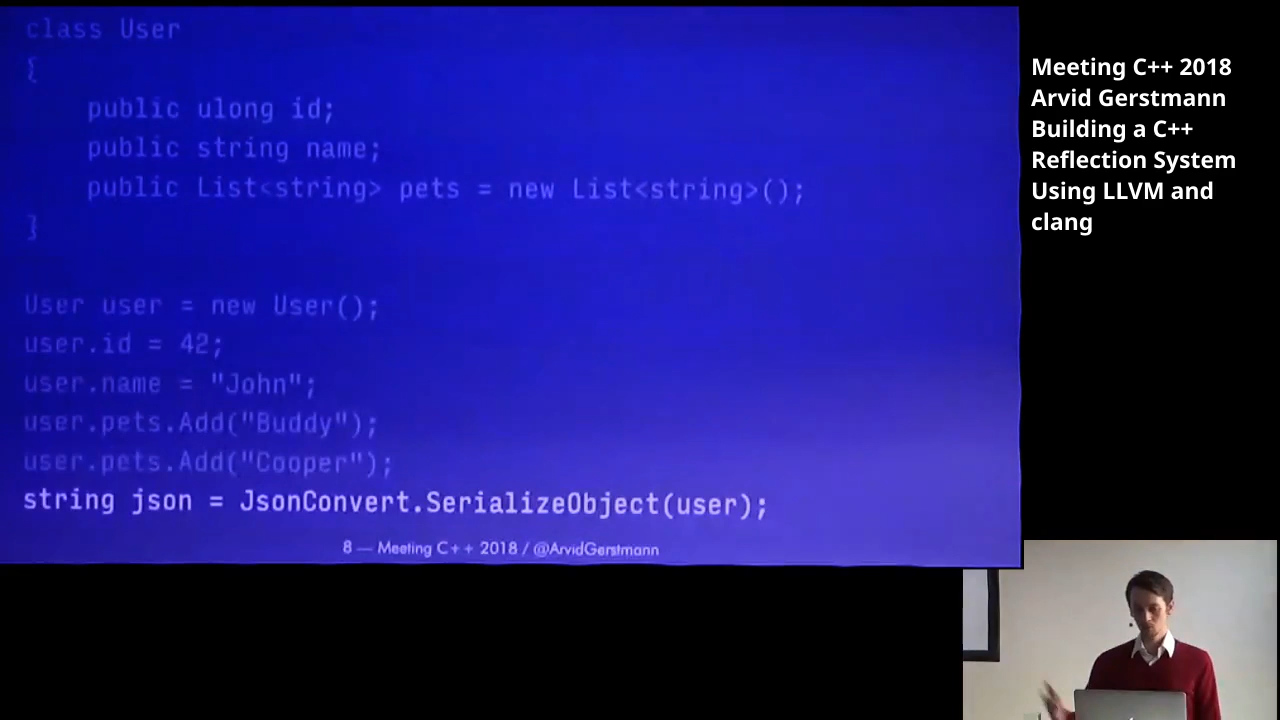 class User
{
    public ulong id;
    public string name;
    public List<string> pets = new List<string>();
}
User user = new User();
user.id = 42;
user.name = "John";
user.pets.Add("Buddy");
user.pets.Add("Cooper");
string json = JsonConvert.SerializeObject(user);
8 — Meeting C++ 2018 / @ArvidGerstmann
Meeting C++ 2018
Arvid Gerstmann
Building a C++
Reflection System
Using LLVM and
clang